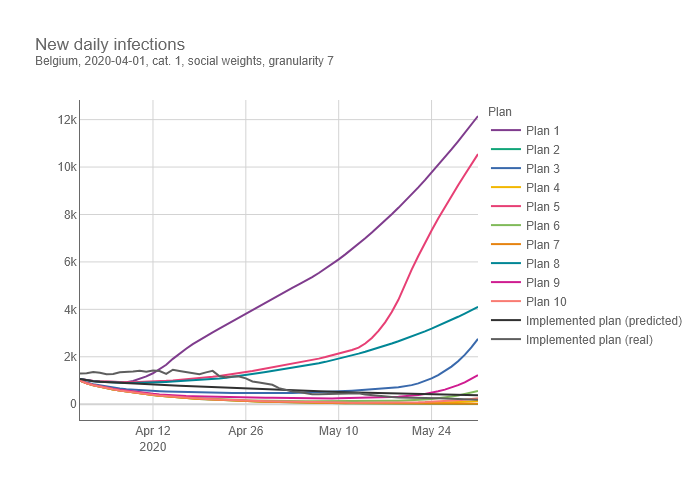 New daily infections
Belgium, 2020-04-01, cat. 1, social weights, granularity 7
Plan
12k
10k
8k
6k
4k
2k
0
Plan 1
Plan 2
Plan 3
Plan 4
Plan 5
Plan 6
Plan 7
Plan 8
Plan 9
Plan 10
Implemented plan (predicted)
Implemented plan (real)
Apr 12
2020
Apr 26
May 10
May 24